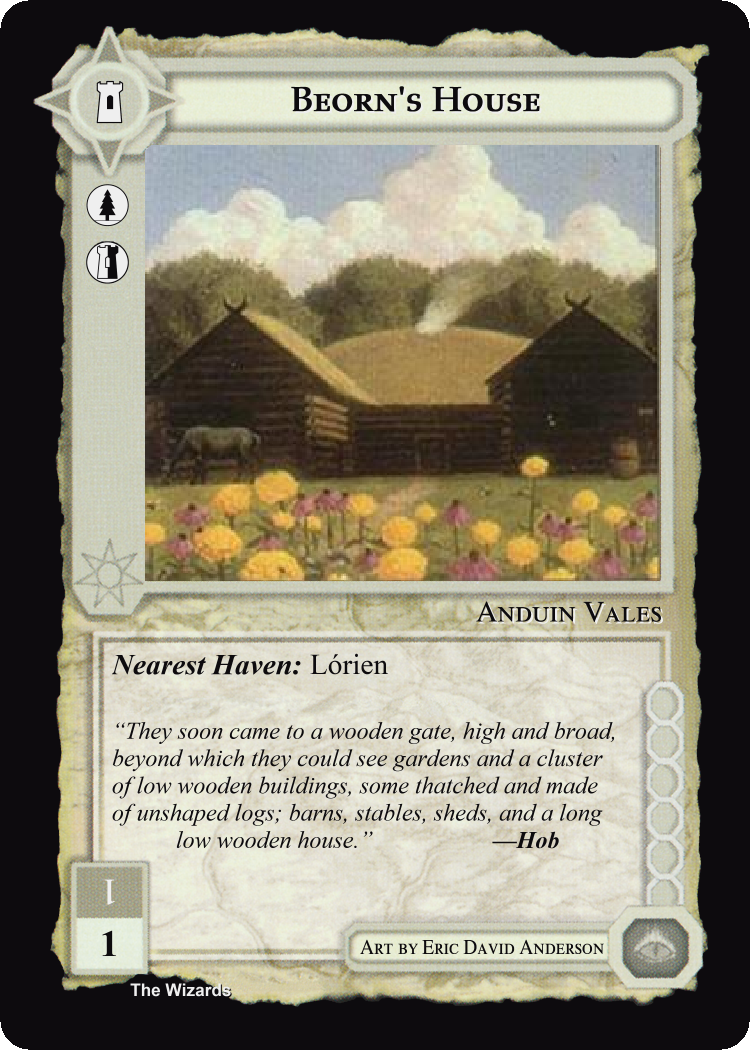 Beorn's House
Anduin Vales
Nearest Haven: Lórien
“They soon came to a wooden gate, high and broad,
beyond which they could see gardens and a cluster
of low wooden buildings, some thatched and made
of unshaped logs; barns, stables, sheds, and a long
low wooden house.” —Hob
1
1
Art by Eric David Anderson
The Wizards